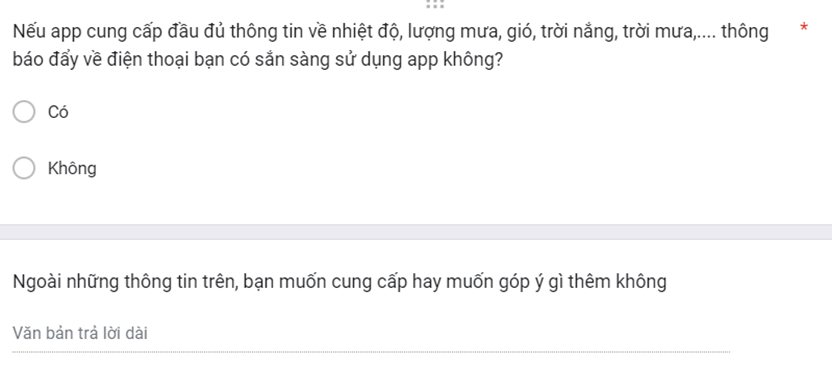 Nếu app cung cấp đầu đủ thông tin về nhiệt độ, lượng mưa, gió, trời nắng, trời mưa,.... thông *
báo đẩy về điện thoại bạn có sẵn sàng sử dụng app không?
Có
Không
Ngoài những thông tin trên, bạn muốn cung cấp hay muốn góp ý gì thêm không
Văn bản trả lời dài